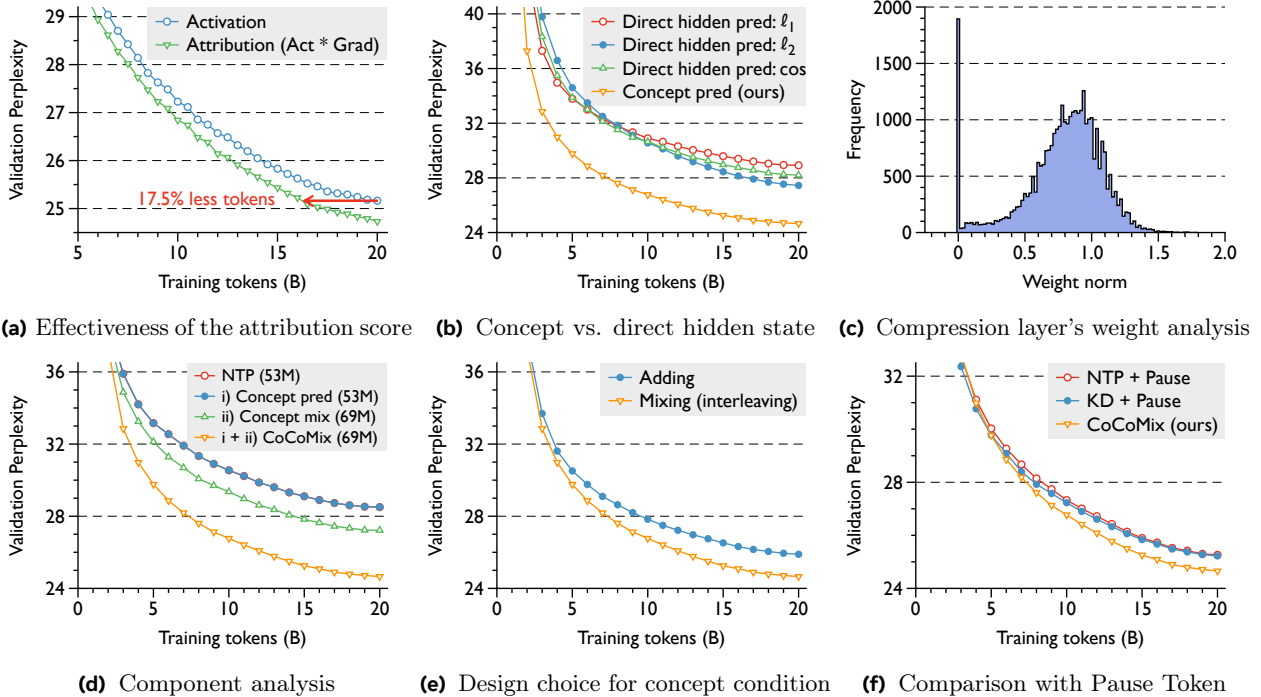 Validation Perplexity
29
28
27
26
25
5
10
15
20
Training tokens (B)
Activation
Attribution (Act * Grad)
17.5% less tokens
(a) Effectiveness of the attribution score
Validation Perplexity
40
36
32
28
24
0
5
10
15
20
Training tokens (B)
Direct hidden pred: ℓ1
Direct hidden pred: ℓ2
Direct hidden pred: cos
Concept pred (ours)
(b) Concept vs. direct hidden state
Frequency
2000
1500
1000
500
0
0
0.5
1.0
1.5
2.0
Weight norm
(c) Compression layer's weight analysis
Validation Perplexity
36
32
28
24
0
5
10
15
20
Training tokens (B)
NTP (53M)
i) Concept pred (53M)
ii) Concept mix (69M)
i + ii) CoCoMix (69M)
(d) Component analysis
Validation Perplexity
36
32
28
24
0
5
10
15
20
Training tokens (B)
Adding
Mixing (interleaving)
(e) Design choice for concept condition
Validation Perplexity
32
28
24
0
5
10
15
20
Training tokens (B)
NTP + Pause
KD + Pause
CoCoMix (ours)
(f) Comparison with Pause Token